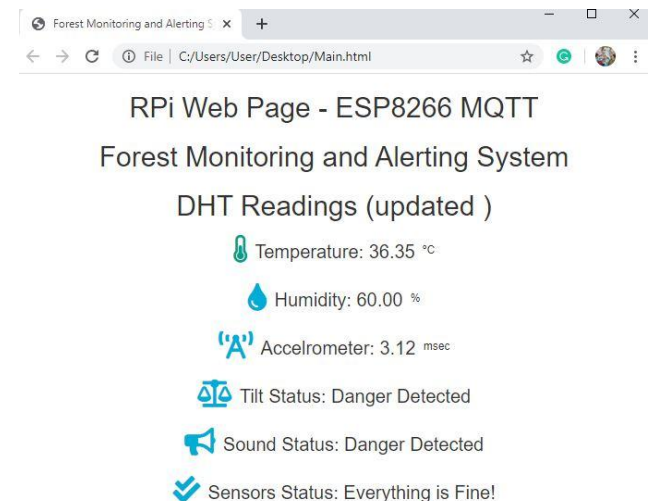 Forest Monitoring and Alerting S
File | C:/Users/User/Desktop/Main.html
RPi Web Page - ESP8266 MQTT
Forest Monitoring and Alerting System
DHT Readings (updated )
Temperature: 36.35 °C
Humidity: 60.00 %
Accelrometer: 3.12 msec
Tilt Status: Danger Detected
Sound Status: Danger Detected
Sensors Status: Everything is Fine!